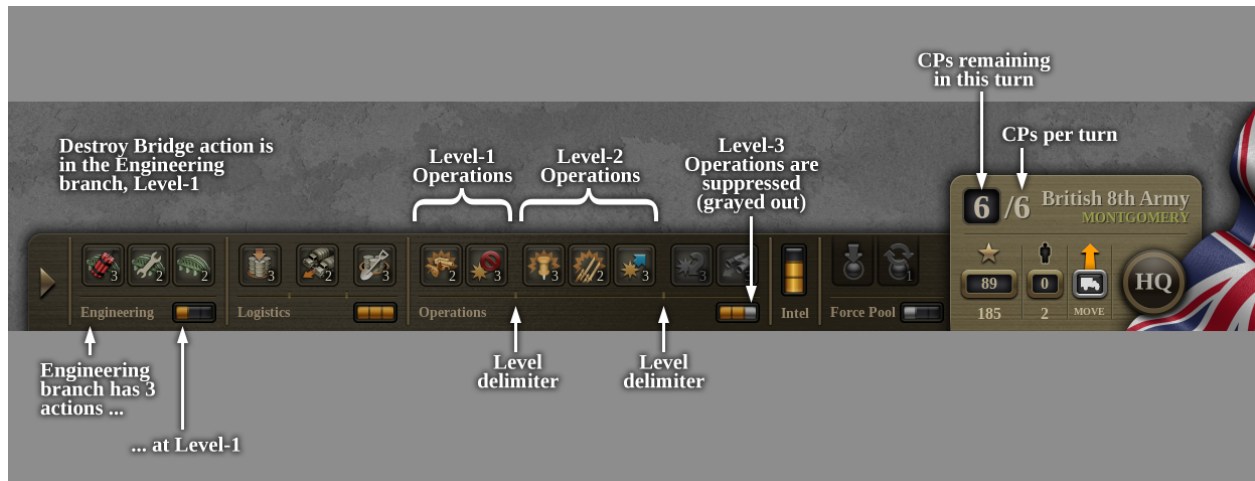 CPs remaining
in this turn
CPs per turn
Destroy Bridge action is
in the Engineering
branch, Level-1
Level-1
Operations
Level-2
Operations
Level-3
Operations are
suppressed
(grayed out)
6 /6 British 8th Army
MONTGOMERY
3 2 2 3 2 3 2 3 3 2 3 3 3 1
89 0 HQ
Engineering Logistics Operations Intel Force Pool 185 2 MOVE
Engineering
branch has 3
actions ...
Level
delimiter
Level
delimiter
... at Level-1